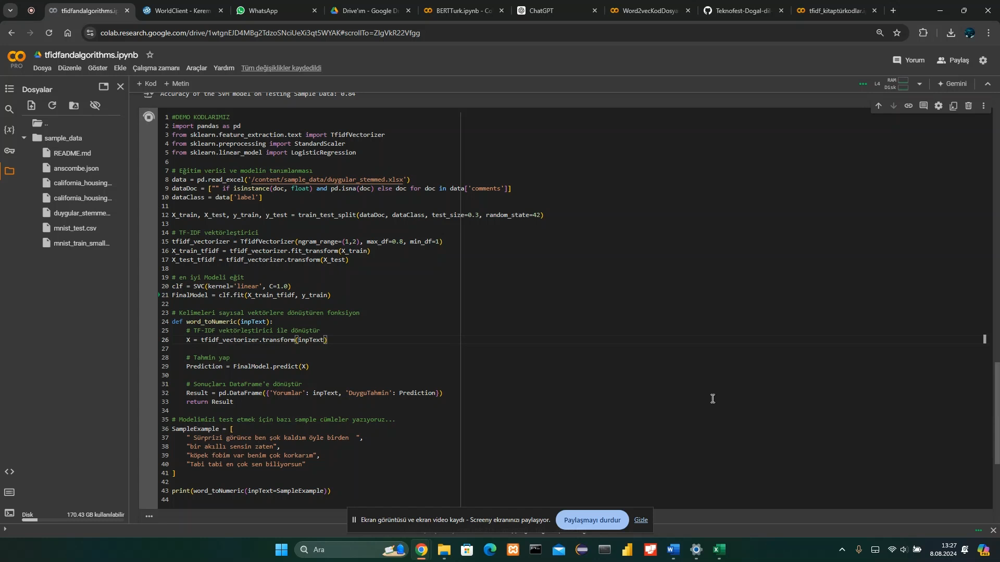 tfidfandalgorithms.ip
WorldClient - Kerem
WhatsApp
Drive'ım - Google D
BERTTurk.ipynb - Co
ChatGPT
Word2vecKodDosya
Teknofest-Dogal-dil-
tfidf_kitaptürkodlar.i
colab.research.google.com/drive/1wtgnEJD4MBg2TdzoSNciUeXi3qt5WYAK#scrollTo=ZIgVkR22Vfgg
CO PRO
tfidfandalgorithms.ipynb
Dosya Düzenle Göster Ekle Çalışma zamanı Araçlar Yardım Tüm değişiklikler kaydedildi
Yorum Paylaş
Dosyalar
+ Kod + Metin
L4 RAM Disk Gemini
..
sample_data
README.md
anscombe.json
california_housing...
california_housing...
duygular_stemme...
mnist_test.csv
mnist_train_small...
Disk 170.43 GB kullanılabilir
Accuracy of the SVM model on Testing Sample Data: 0.84
1 #DEMO KODLARIMIZ
2 import pandas as pd
3 from sklearn.feature_extraction.text import TfidfVectorizer
4 from sklearn.preprocessing import StandardScaler
5 from sklearn.linear_model import LogisticRegression
6
7 # Eğitim verisi ve modelin tanımlanması
8 data = pd.read_excel('/content/sample_data/duygular_stemmed.xlsx')
9 dataDoc = ["" if isinstance(doc, float) and pd.isna(doc) else doc for doc in data['comments']]
10 dataClass = data['label']
11
12 X_train, X_test, y_train, y_test = train_test_split(dataDoc, dataClass, test_size=0.3, random_state=42)
13
14 # TF-IDF vektörleştirici
15 tfidf_vectorizer = TfidfVectorizer(ngram_range=(1,2), max_df=0.8, min_df=1)
16 X_train_tfidf = tfidf_vectorizer.fit_transform(X_train)
17 X_test_tfidf = tfidf_vectorizer.transform(X_test)
18
19 # en iyi Modeli eğit
20 clf = SVC(kernel='linear', C=1.0)
21 FinalModel = clf.fit(X_train_tfidf, y_train)
22
23 # Kelimeleri sayısal vektörlere dönüştüren fonksiyon
24 def word_toNumeric(inpText):
25     # TF-IDF vektörleştirici ile dönüştür
26     X = tfidf_vectorizer.transform(inpText)
27
28     # Tahmin yap
29     Prediction = FinalModel.predict(X)
30
31     # Sonuçları DataFrame'e dönüştür
32     Result = pd.DataFrame({'Yorumlar': inpText, 'DuyguTahmin': Prediction})
33     return Result
34
35 # Modelimizi test etmek için bazı sample cümleler yazıyoruz...
36 SampleExample = [
37     " Sürprizi görünce ben şok kaldım öyle birden  ",
38     "bir akıllı sensin zaten",
39     "köpek fobim var benim çok korkarım",
40     "Tabi tabi en çok sen biliyorsun"
41 ]
42
43 print(word_toNumeric(inpText=SampleExample))
44
Ekran görüntüsü ve ekran video kaydı - Screeny ekranınızı paylaşıyor. Paylaşmayı durdur Gizle
Ara
13:27
8.08.2024